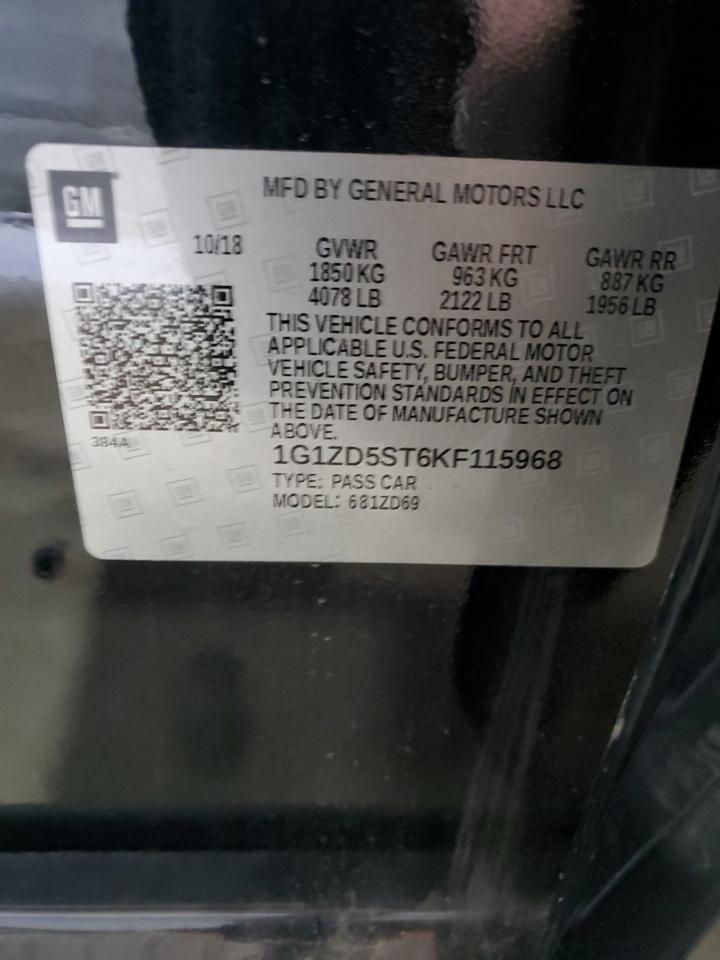 GM
MFD BY GENERAL MOTORS LLC
10/18 GVWR GAWR FRT GAWR RR
1850 KG 963 KG 887 KG
4078 LB 2122 LB 1956 LB
THIS VEHICLE CONFORMS TO ALL
APPLICABLE U.S. FEDERAL MOTOR
VEHICLE SAFETY, BUMPER, AND THEFT
PREVENTION STANDARDS IN EFFECT ON
THE DATE OF MANUFACTURE SHOWN
ABOVE.
384A
1G1ZD5ST6KF115968
TYPE: PASS CAR
MODEL: 681ZD69